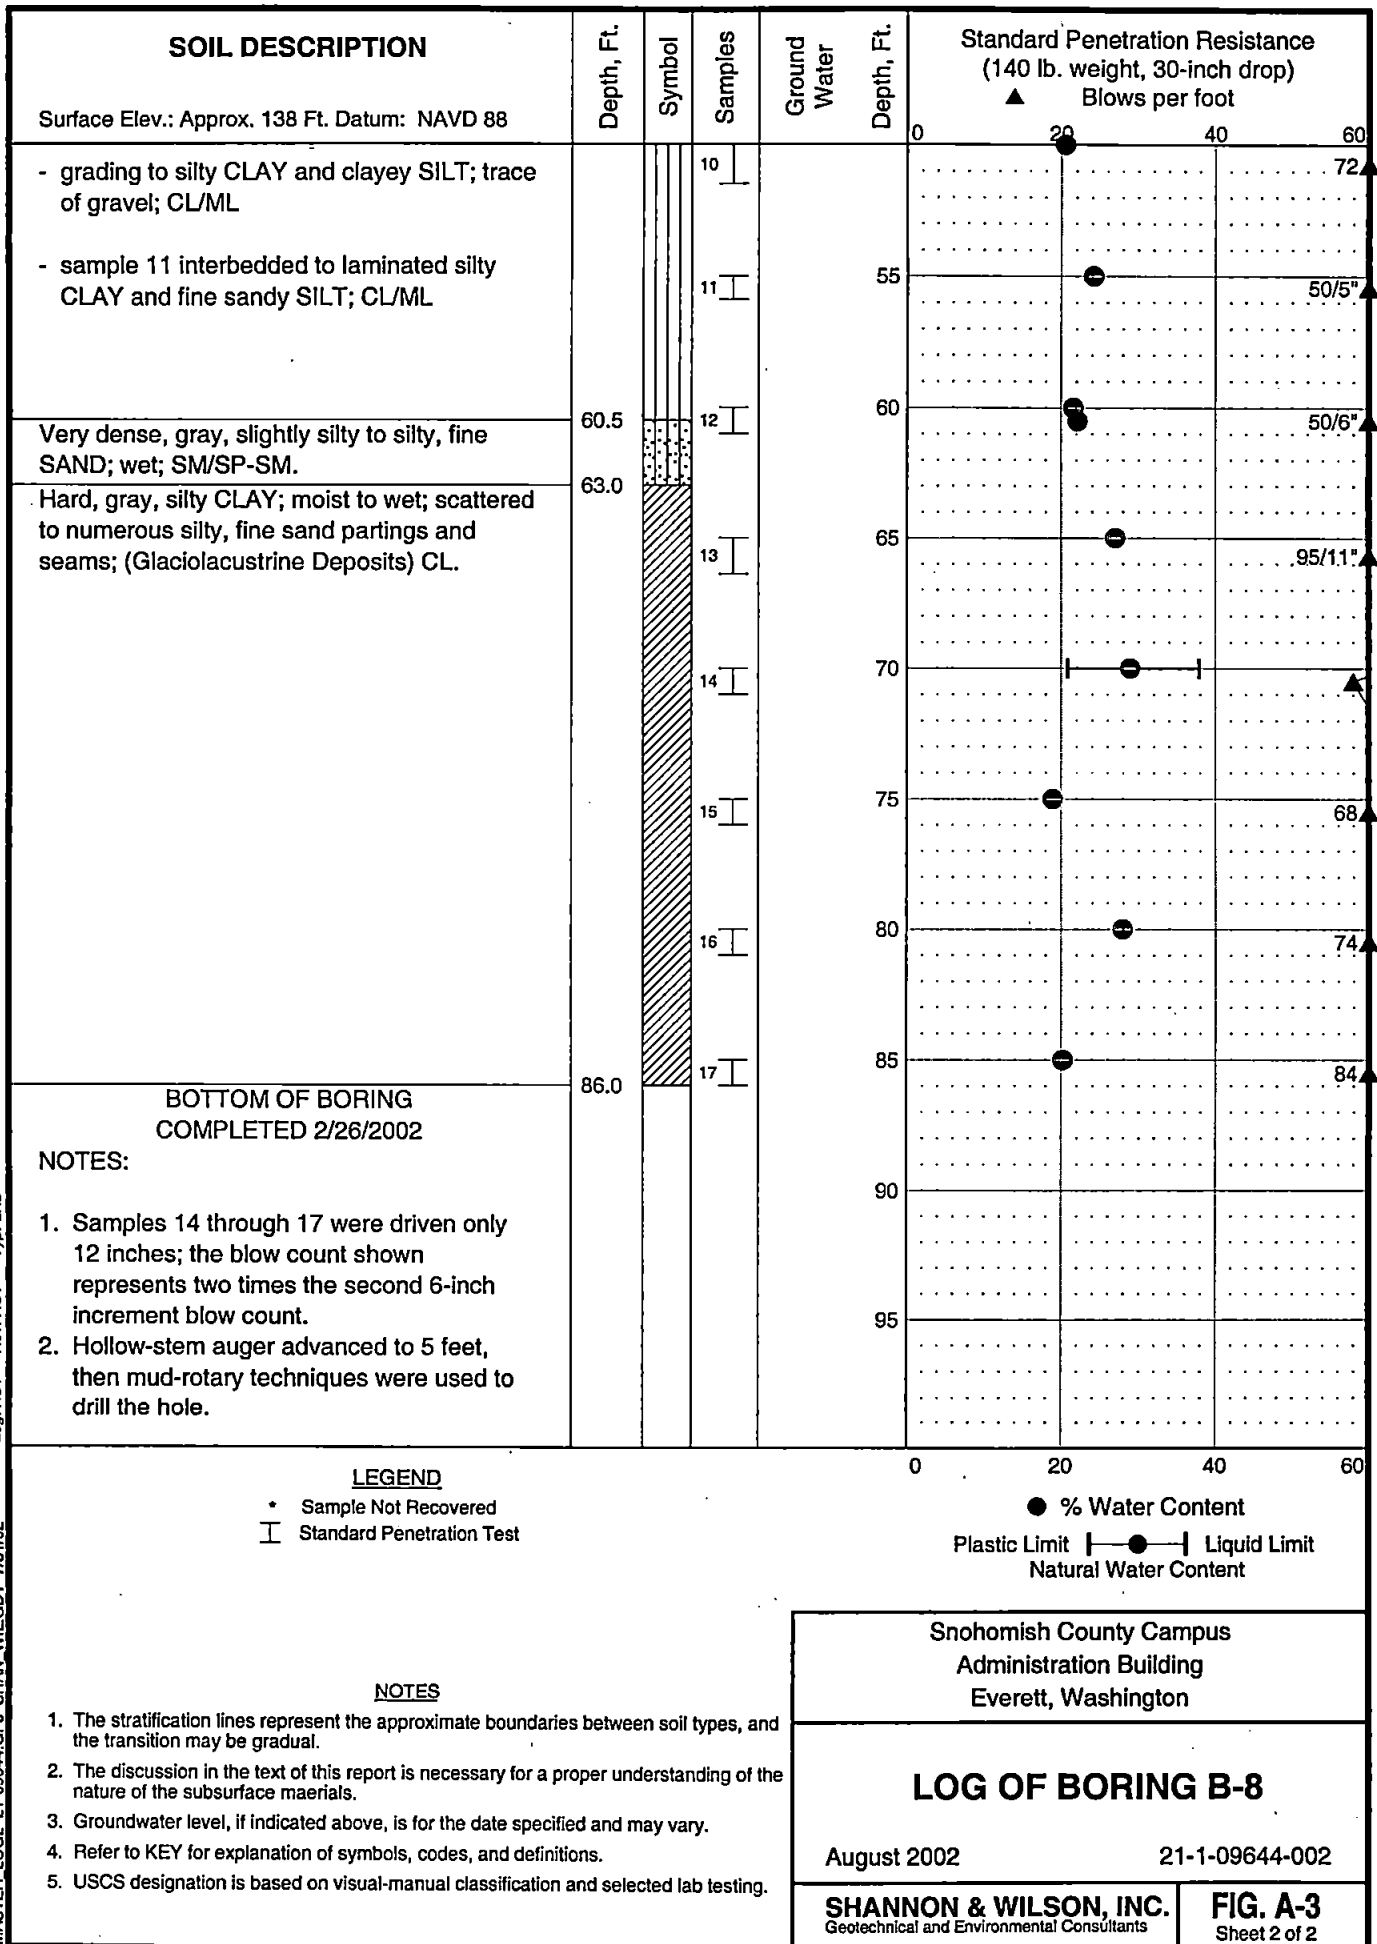 SOIL DESCRIPTION
Surface Elev.: Approx. 138 Ft. Datum: NAVD 88
Depth, Ft.
Symbol
Samples
Ground
Water
Depth, Ft.
Standard Penetration Resistance
(140 lb. weight, 30-inch drop)
▲ Blows per foot
0 20 40 60
- grading to silty CLAY and clayey SILT; trace
of gravel; CL/ML
- sample 11 interbedded to laminated silty
CLAY and fine sandy SILT; CL/ML
Very dense, gray, slightly silty to silty, fine
SAND; wet; SM/SP-SM.
Hard, gray, silty CLAY; moist to wet; scattered
to numerous silty, fine sand partings and
seams; (Glaciolacustrine Deposits) CL.
BOTTOM OF BORING
COMPLETED 2/26/2002
NOTES:
1. Samples 14 through 17 were driven only
12 inches; the blow count shown
represents two times the second 6-inch
increment blow count.
2. Hollow-stem auger advanced to 5 feet,
then mud-rotary techniques were used to
drill the hole.
60.5
63.0
86.0
10
11
12
13
14
15
16
17
55
60
65
70
75
80
85
90
95
72
50/5"
50/6"
95/11"
68
74
84
0 20 40 60
LEGEND
* Sample Not Recovered
Standard Penetration Test
● % Water Content
Plastic Limit Liquid Limit
Natural Water Content
NOTES
1. The stratification lines represent the approximate boundaries between soil types, and
the transition may be gradual.
2. The discussion in the text of this report is necessary for a proper understanding of the
nature of the subsurface maerials.
3. Groundwater level, if indicated above, is for the date specified and may vary.
4. Refer to KEY for explanation of symbols, codes, and definitions.
5. USCS designation is based on visual-manual classification and selected lab testing.
Snohomish County Campus
Administration Building
Everett, Washington
LOG OF BORING B-8
August 2002 21-1-09644-002
SHANNON & WILSON, INC.
Geotechnical and Environmental Consultants
FIG. A-3
Sheet 2 of 2